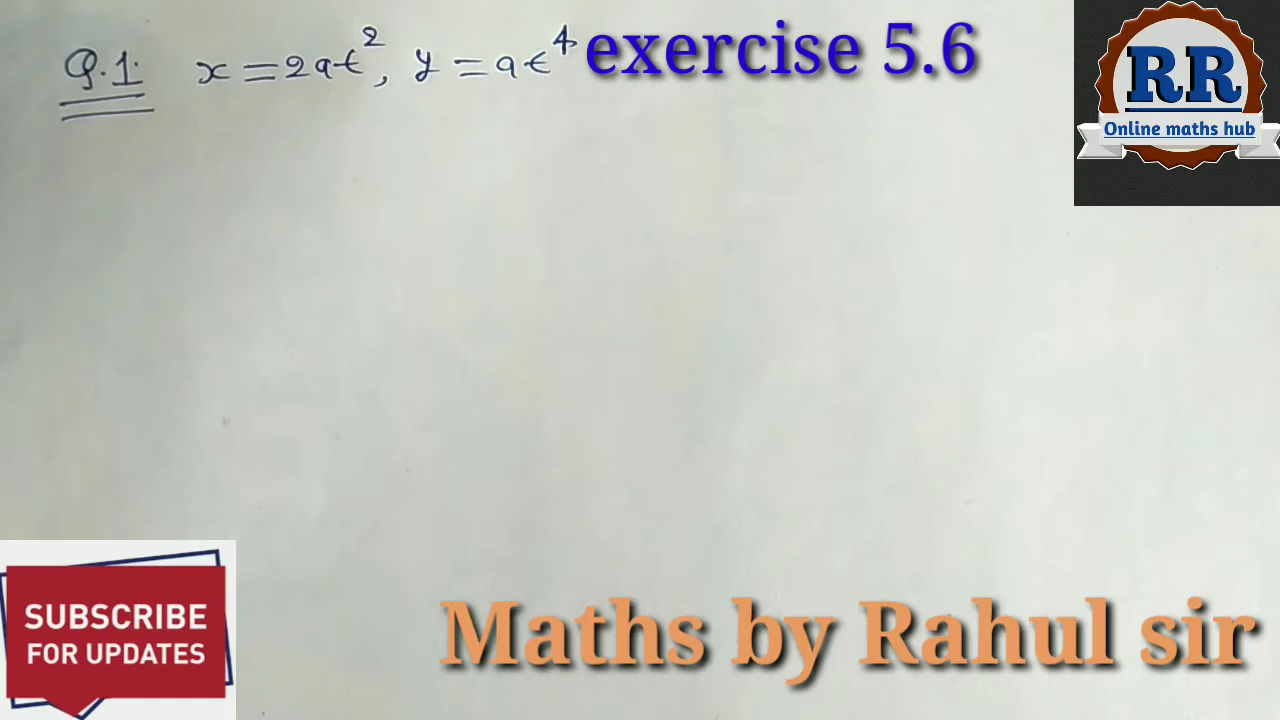 Q.1. x = 2at², y = at⁴ exercise 5.6
RR
Online maths hub
SUBSCRIBE
FOR UPDATES
Maths by Rahul sir